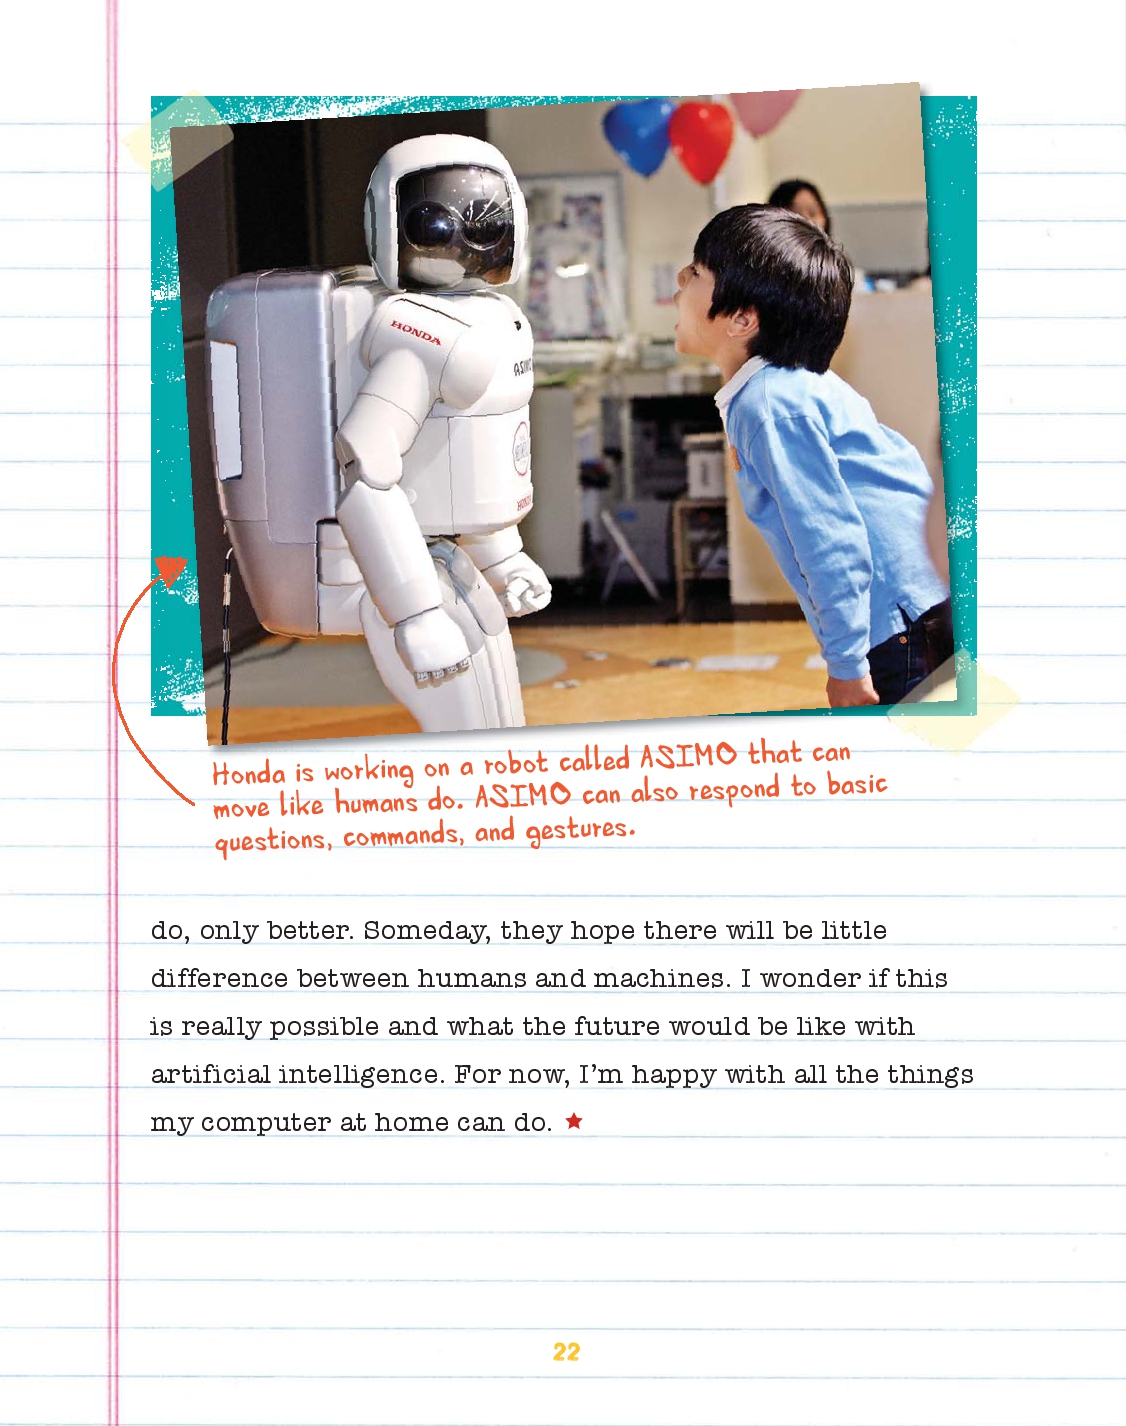 HONDA
ASIMO
HONDA
Honda is working on a robot called ASIMO that can
move like humans do. ASIMO can also respond to basic
questions, commands, and gestures.
do, only better. Someday, they hope there will be little
difference between humans and machines. I wonder if this
is really possible and what the future would be like with
artificial intelligence. For now, I'm happy with all the things
my computer at home can do. ★
22